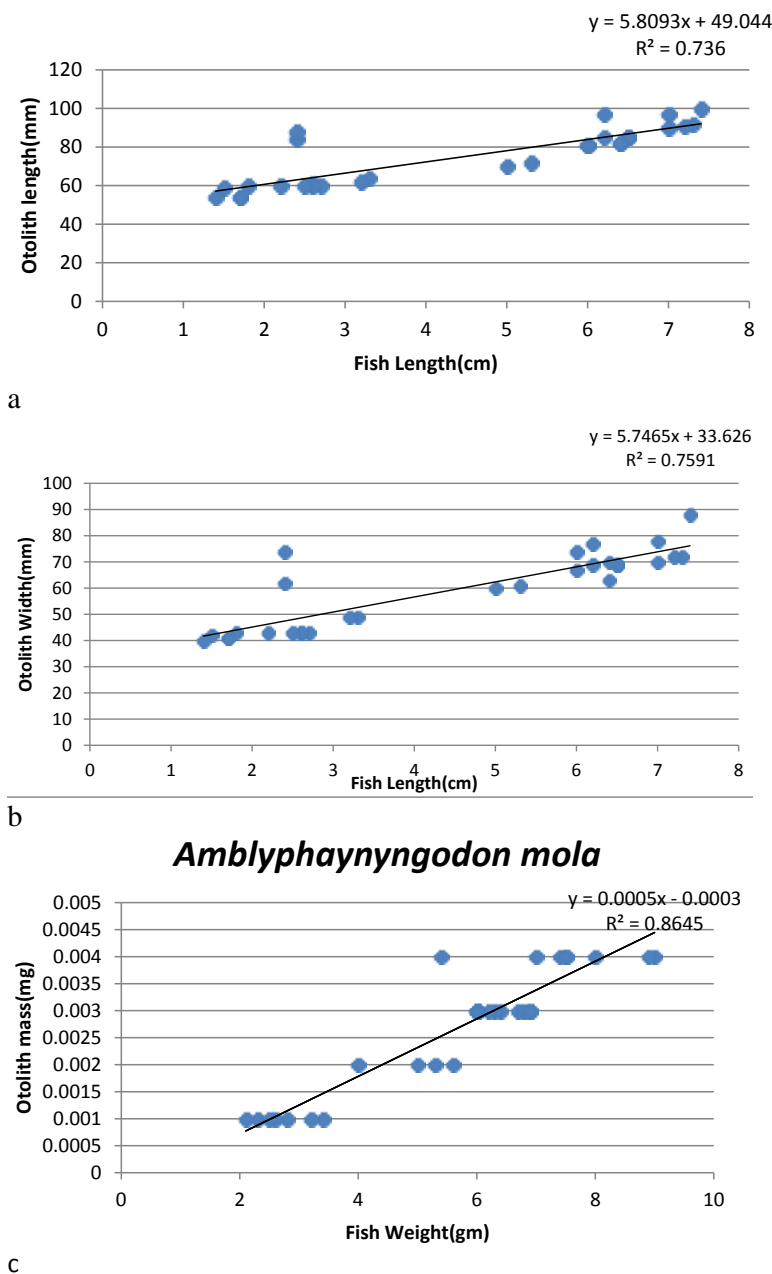 y = 5.8093x + 49.044
R² = 0.736
120
100
80
60
40
20
0
Otolith length(mm)
0 1 2 3 4 5 6 7 8
Fish Length(cm)
a
y = 5.7465x + 33.626
R² = 0.7591
100
90
80
70
60
50
40
30
20
10
0
Otolith Width(mm)
0 1 2 3 4 5 6 7 8
Fish Length(cm)
b
Amblyphaynyngodon mola
y = 0.0005x - 0.0003
R² = 0.8645
0.005
0.0045
0.004
0.0035
0.003
0.0025
0.002
0.0015
0.001
0.0005
0
Otolith mass(mg)
0 2 4 6 8 10
Fish Weight(gm)
c